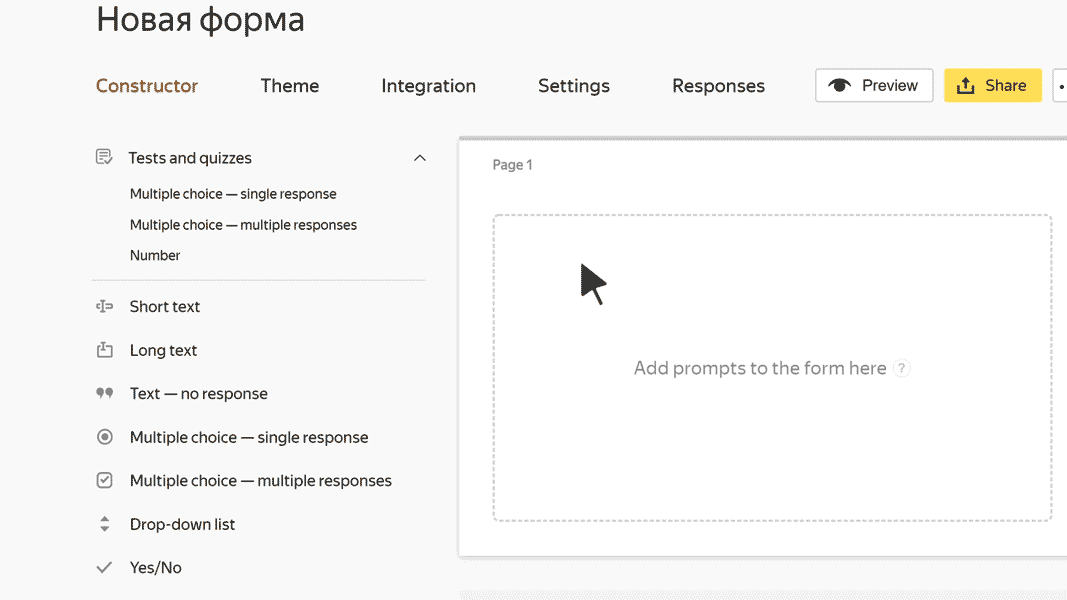 Новая форма
Constructor
Theme
Integration
Settings
Responses
Preview
Share
Tests and quizzes
Multiple choice — single response
Multiple choice — multiple responses
Number
Short text
Long text
Text — no response
Multiple choice — single response
Multiple choice — multiple responses
Drop-down list
Yes/No
Page 1
Add prompts to the form here ?